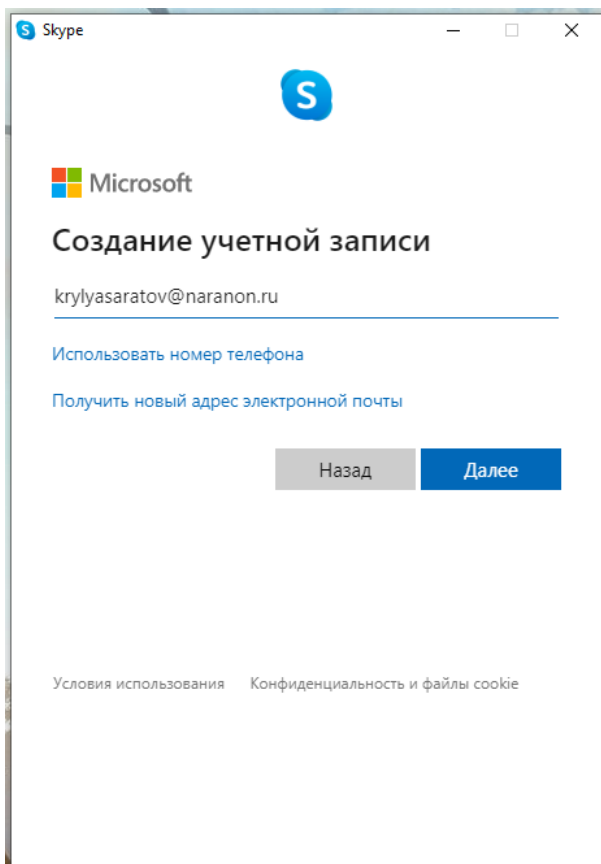 Skype
Microsoft
Создание учетной записи
krylyasaratov@naranon.ru
Использовать номер телефона
Получить новый адрес электронной почты
Назад Далее
Условия использования Конфиденциальность и файлы cookie